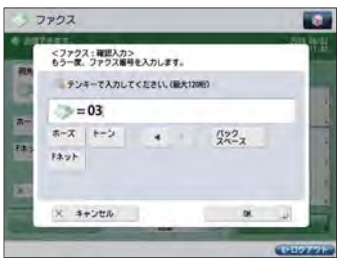 ファクス
<ファクス：確認入力>
もう一度、ファクス番号を入力します。
テンキーで入力してください。(最大120桁)
=03
ポーズ
トーン
バック
スペース
Fネット
× キャンセル
OK
ログアウト